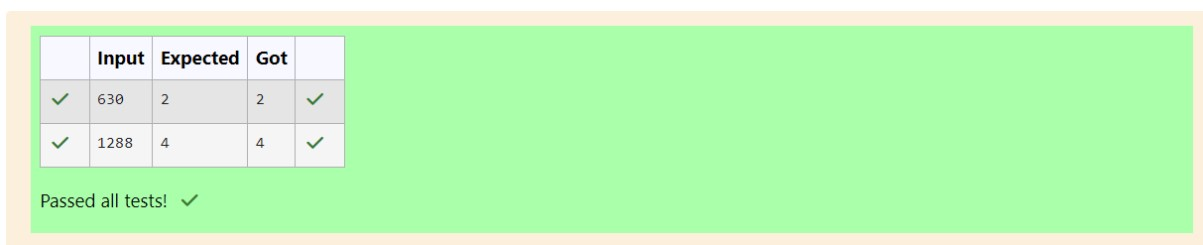 Input Expected Got
630 2 2
1288 4 4
Passed all tests!